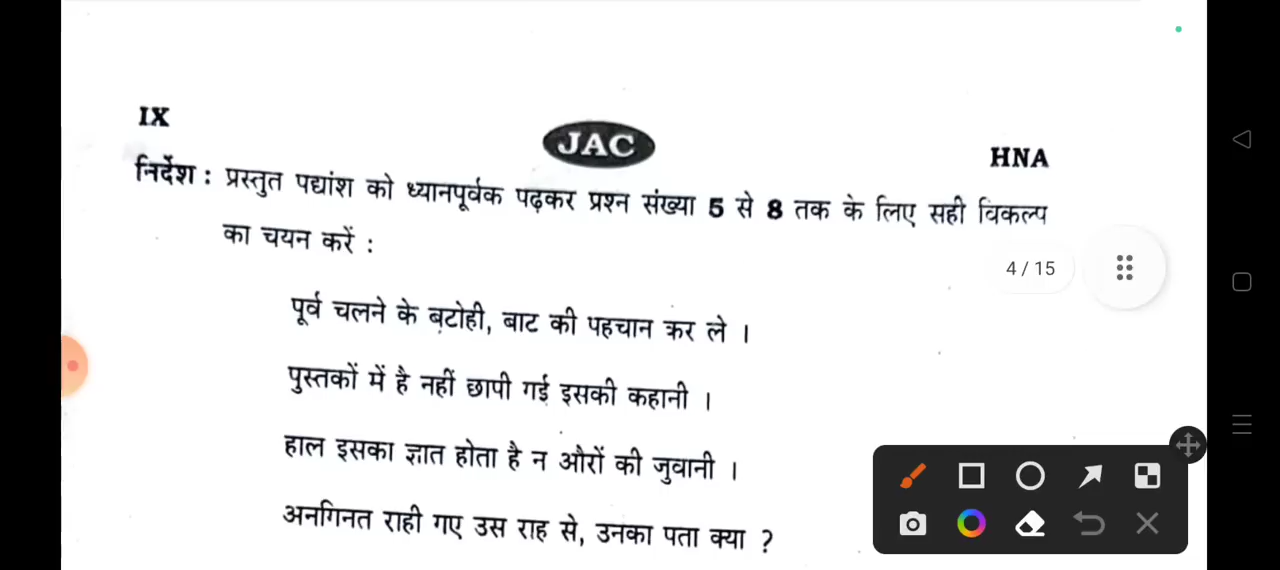 IX
JAC
HNA
निर्देश : प्रस्तुत पद्यांश को ध्यानपूर्वक पढ़कर प्रश्न संख्या 5 से 8 तक के लिए सही विकल्प
का चयन करें :
4 / 15
पूर्व चलने के बटोही, बाट की पहचान कर ले ।
पुस्तकों में है नहीं छापी गई इसकी कहानी ।
हाल इसका ज्ञात होता है न औरों की जुवानी ।
अनगिनत राही गए उस राह से, उनका पता क्या ?